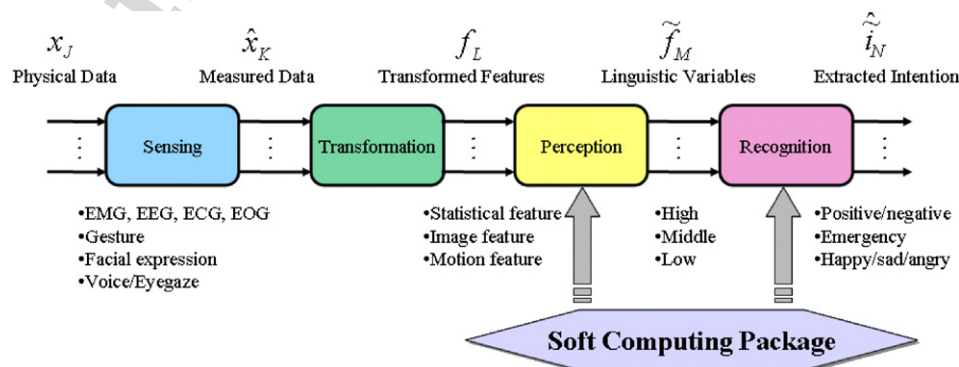 x_J
x̂_K
f_L
f̃_M
î̃_N
Physical Data
Measured Data
Transformed Features
Linguistic Variables
Extracted Intention
Sensing
Transformation
Perception
Recognition
•EMG, EEG, ECG, EOG
•Gesture
•Facial expression
•Voice/Eyegaze
•Statistical feature
•Image feature
•Motion feature
•High
•Middle
•Low
•Positive/negative
•Emergency
•Happy/sad/angry
Soft Computing Package